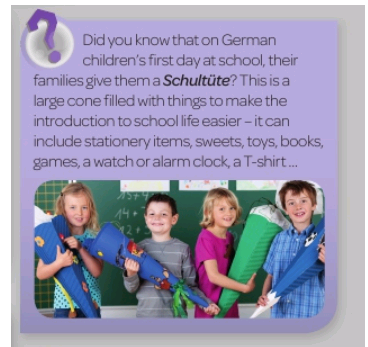 Did you know that on German
children's first day at school, their
families give them a Schultüte? This is a
large cone filled with things to make the
introduction to school life easier – it can
include stationery items, sweets, toys, books,
games, a watch or alarm clock, a T-shirt ...